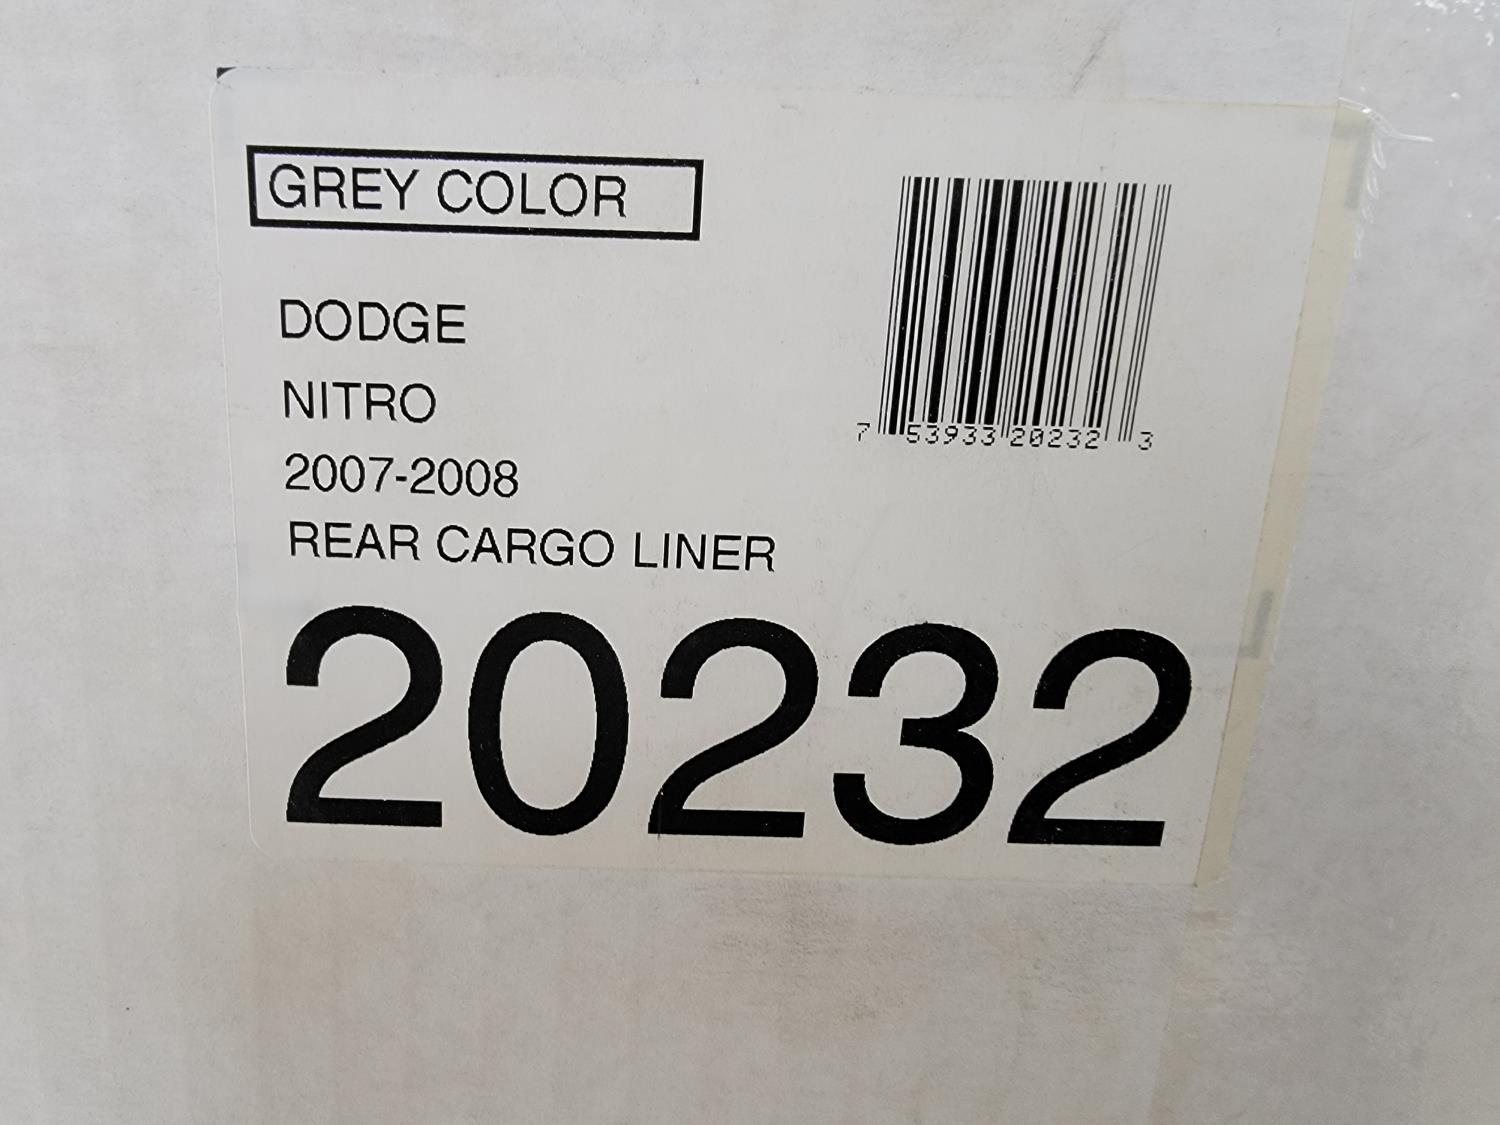 GREY COLOR
DODGE
NITRO
2007-2008
REAR CARGO LINER
7 53933 20232 3
20232